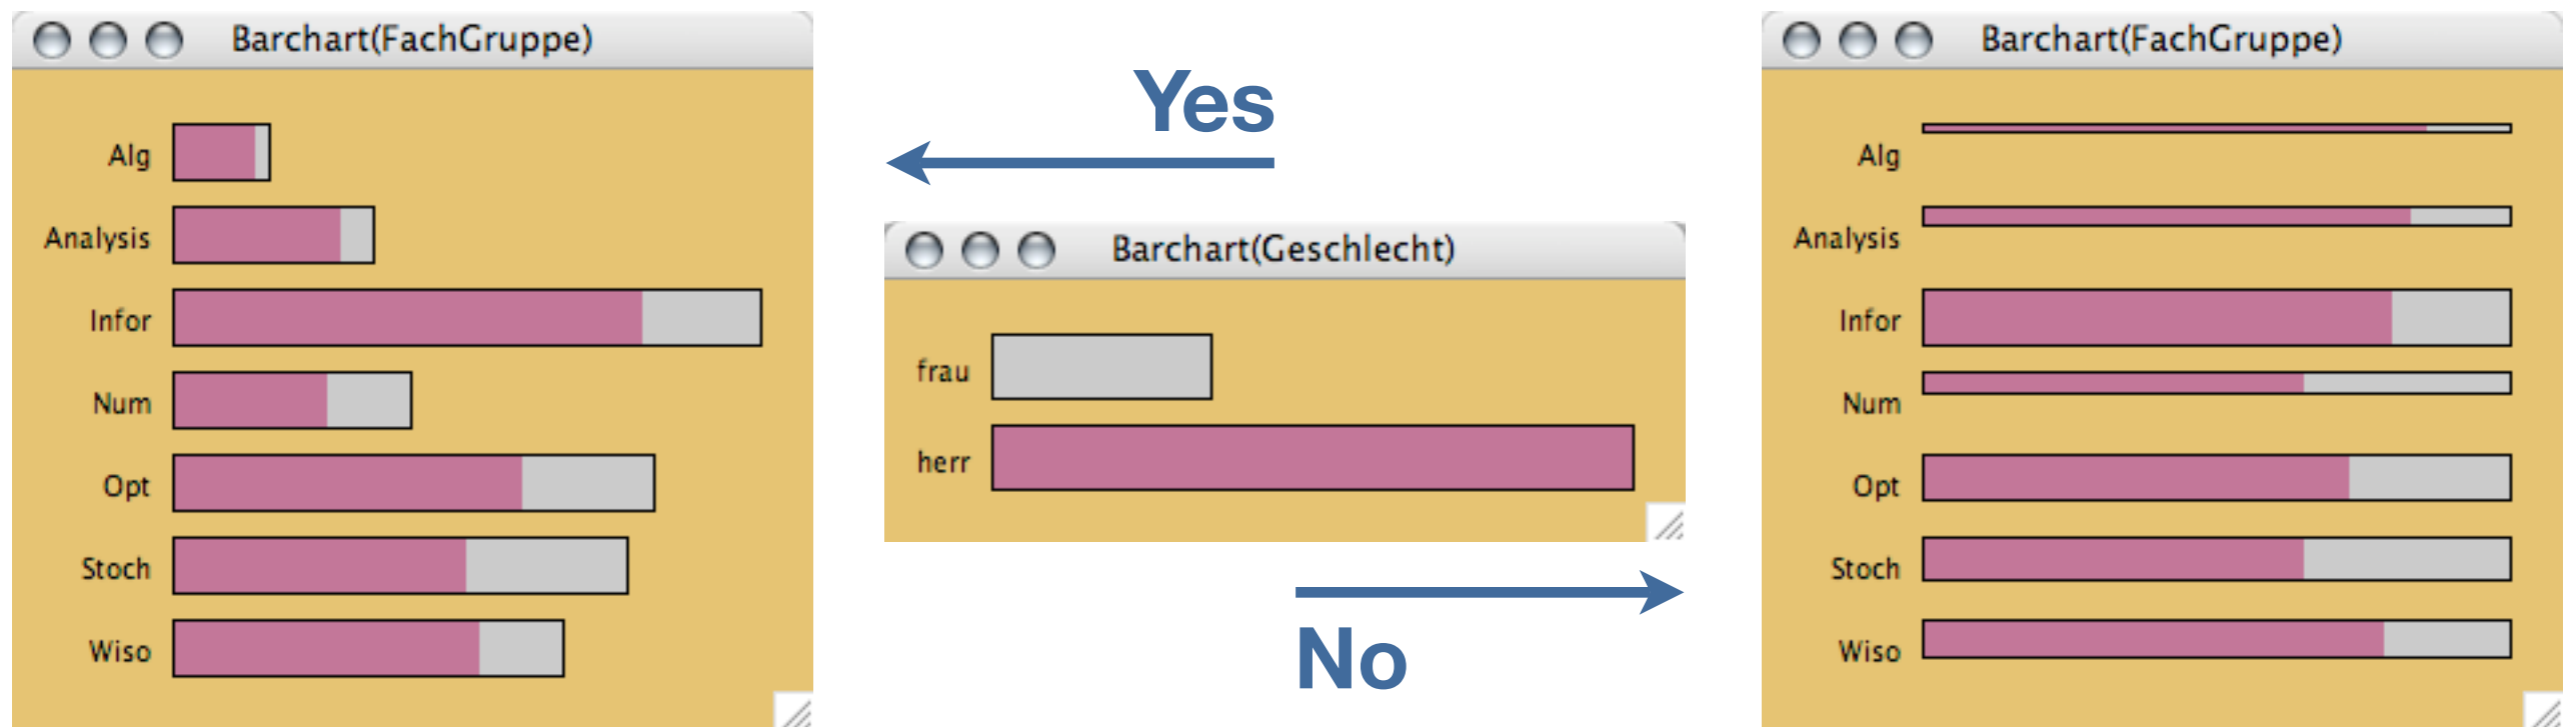 Barchart(FachGruppe)
Alg
Analysis
Infor
Num
Opt
Stoch
Wiso
Yes
Barchart(Geschlecht)
frau
herr
No
Barchart(FachGruppe)
Alg
Analysis
Infor
Num
Opt
Stoch
Wiso